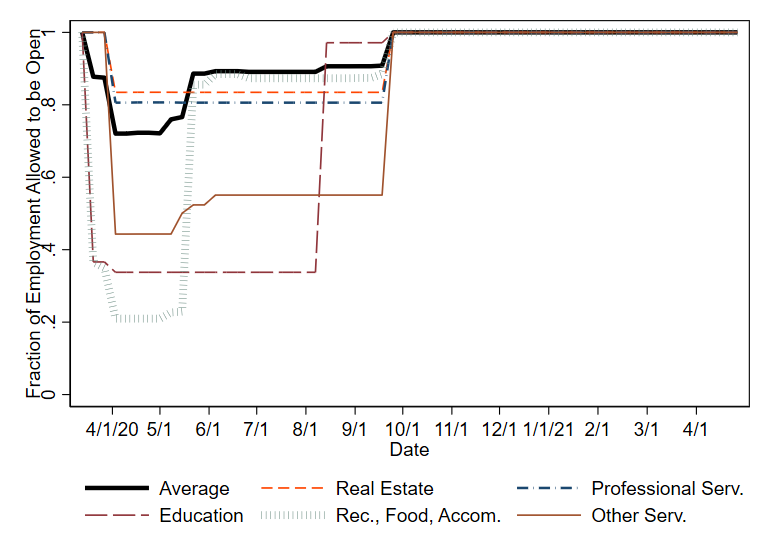 Fraction of Employment Allowed to be Open
1
.8
.6
.4
.2
0
4/1/20 5/1 6/1 7/1 8/1 9/1 10/1 11/1 12/1 1/1/21 2/1 3/1 4/1
Date
Average Real Estate Professional Serv.
Education Rec., Food, Accom. Other Serv.